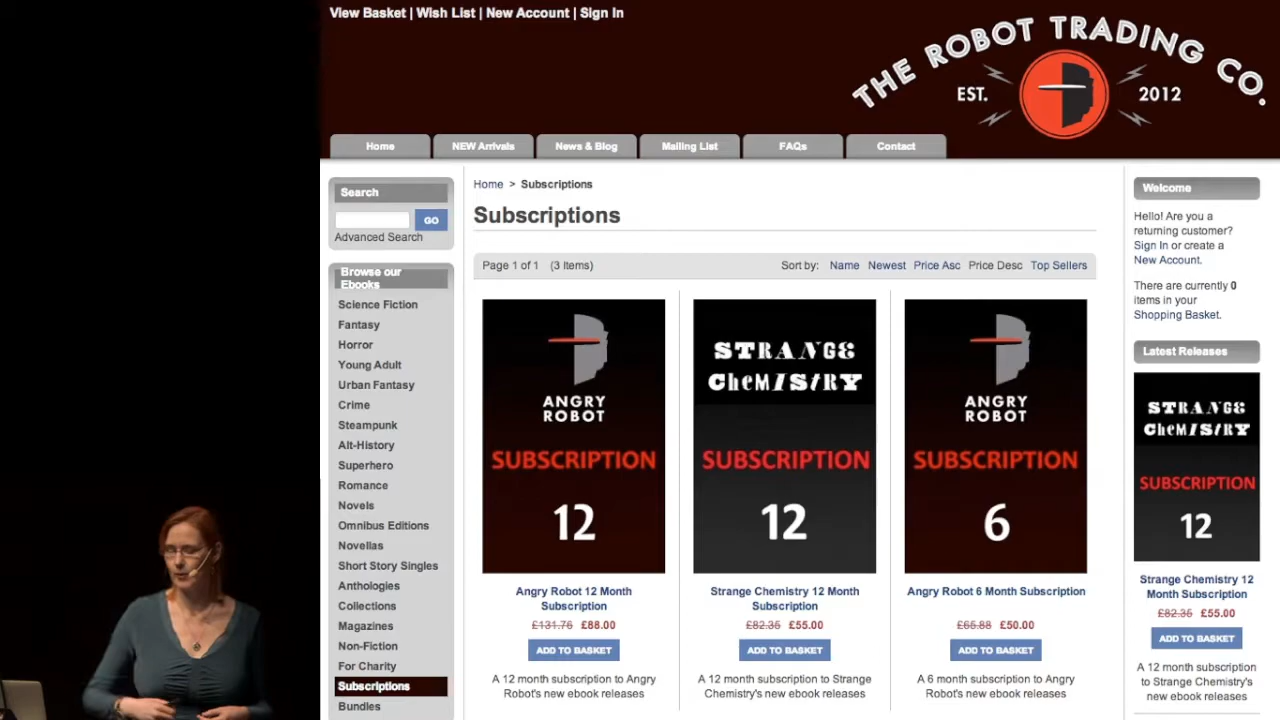 View Basket | Wish List | New Account | Sign In
THE ROBOT TRADING CO.
EST. 2012
Home
NEW Arrivals
News & Blog
Mailing List
FAQs
Contact
Search
GO
Advanced Search
Browse our
Ebooks
Science Fiction
Fantasy
Horror
Young Adult
Urban Fantasy
Crime
Steampunk
Alt-History
Superhero
Romance
Novels
Omnibus Editions
Novellas
Short Story Singles
Anthologies
Collections
Magazines
Non-Fiction
For Charity
Subscriptions
Bundles
Home > Subscriptions
Subscriptions
Page 1 of 1 (3 Items)
Sort by: Name Newest Price Asc Price Desc Top Sellers
ANGRY
ROBOT
SUBSCRIPTION
12
Angry Robot 12 Month
Subscription
£131.76 £88.00
ADD TO BASKET
A 12 month subscription to Angry
Robot's new ebook releases
STRANGE
CHEMISTRY
SUBSCRIPTION
12
Strange Chemistry 12 Month
Subscription
£82.35 £55.00
ADD TO BASKET
A 12 month subscription to Strange
Chemistry's new ebook releases
ANGRY
ROBOT
SUBSCRIPTION
6
Angry Robot 6 Month Subscription
£65.88 £50.00
ADD TO BASKET
A 6 month subscription to Angry
Robot's new ebook releases
Welcome
Hello! Are you a
returning customer?
Sign In or create a
New Account.
There are currently 0
items in your
Shopping Basket.
Latest Releases
STRANGE
CHEMISTRY
SUBSCRIPTION
12
Strange Chemistry 12
Month Subscription
£82.35 £55.00
ADD TO BASKET
A 12 month subscription
to Strange Chemistry's
new ebook releases